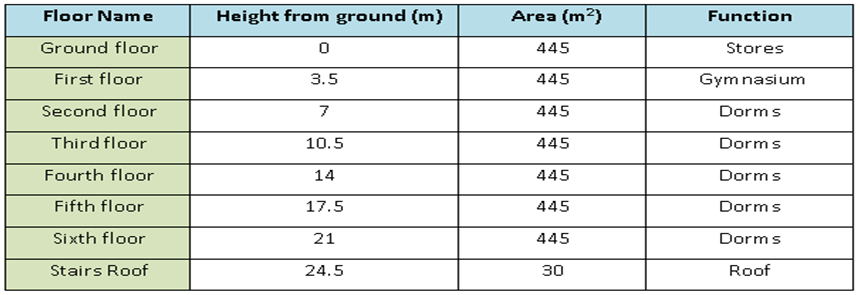 Floor Name Height from ground (m) Area (m²) Function
Ground floor 0 445 Stores
First floor 3.5 445 Gymnasium
Second floor 7 445 Dorms
Third floor 10.5 445 Dorms
Fourth floor 14 445 Dorms
Fifth floor 17.5 445 Dorms
Sixth floor 21 445 Dorms
Stairs Roof 24.5 30 Roof